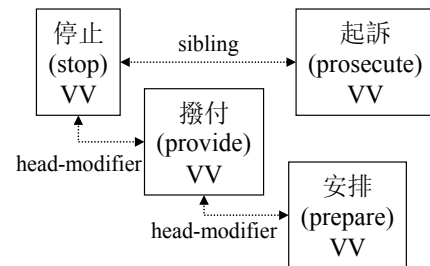 停止
(stop)
VV
sibling
起訴
(prosecute)
VV
head-modifier
撥付
(provide)
VV
head-modifier
安排
(prepare)
VV